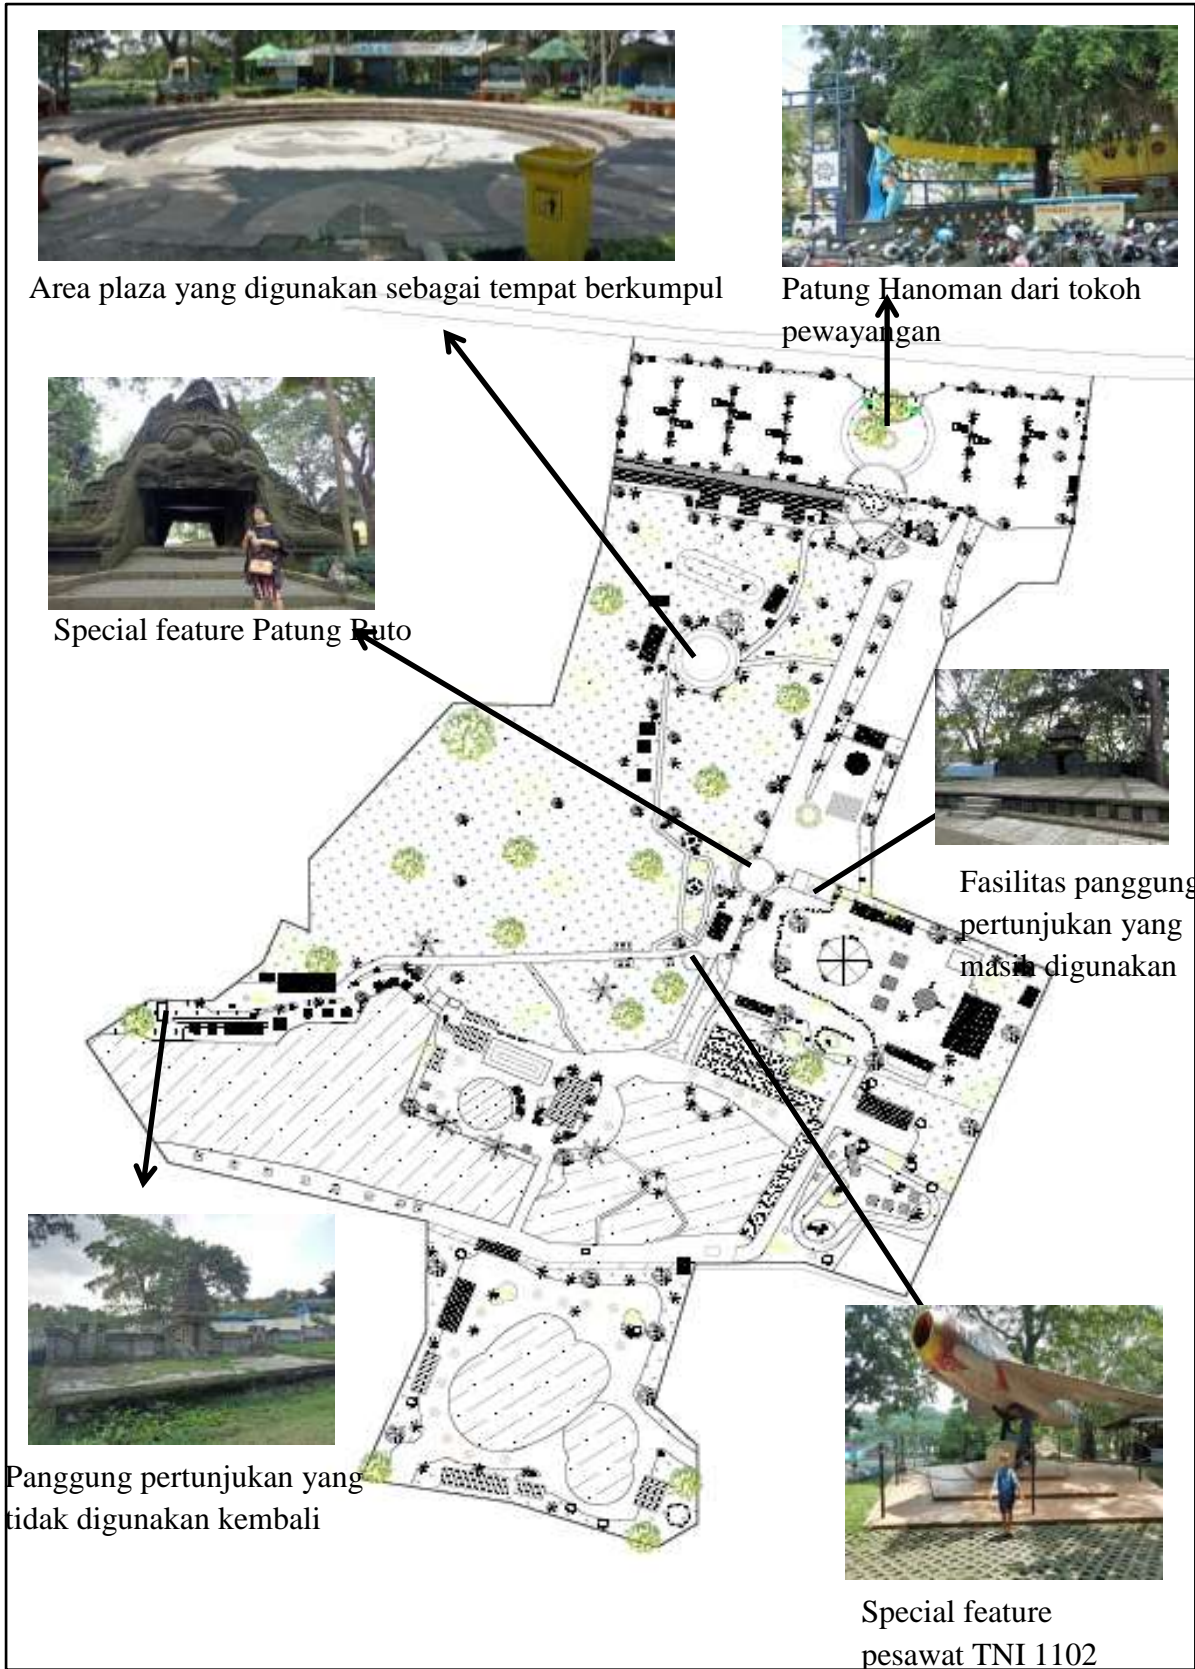 Area plaza yang digunakan sebagai tempat berkumpul
Patung Hanoman dari tokoh
pewayangan
Special feature Patung Buto
Fasilitas panggung
pertunjukan yang
masih digunakan
Panggung pertunjukan yang
tidak digunakan kembali
Special feature
pesawat TNI 1102